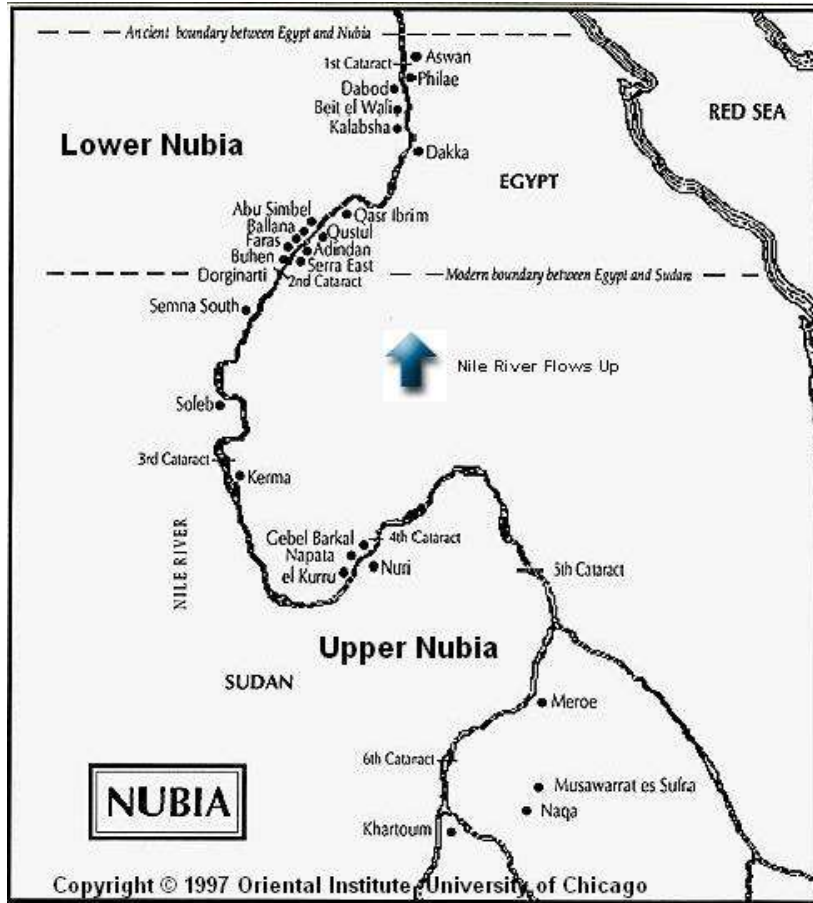 Ancient boundary between Egypt and Nubia
Aswan
1st Cataract
Philae
Dabod
Beit el Wali
RED SEA
Kalabsha
Lower Nubia
Dakka
EGYPT
Abu Simbel
Qasr Ibrim
Ballana
Qustul
Faras
Adindan
Buhen
Serra East
Dorginarti
2nd Cataract
Modern boundary between Egypt and Sudan
Semna South
Nile River Flows Up
Soleb
3rd Cataract
Kerma
NILE RIVER
Gebel Barkal
4th Cataract
Napata
el Kurru
Nuri
5th Cataract
Upper Nubia
SUDAN
Meroe
6th Cataract
Musawarrat es Sufra
NUBIA
Naqa
Khartoum
Copyright © 1997 Oriental Institute, University of Chicago